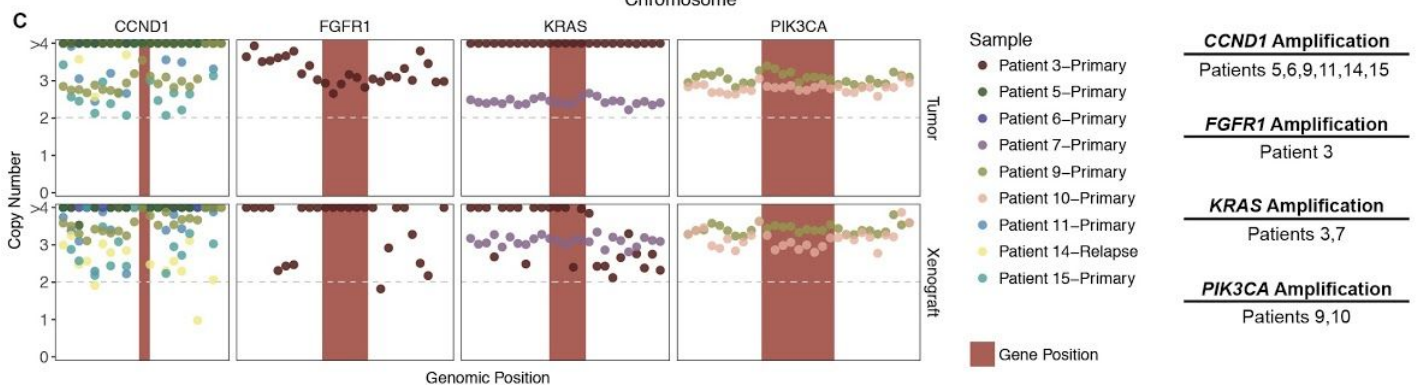 Chromosome
C
CCND1 FGFR1 KRAS PIK3CA
Copy Number
>4
3
2
1
0
Tumor
>4
3
2
1
0
Xenograft
Genomic Position
Sample
Patient 3–Primary
Patient 5–Primary
Patient 6–Primary
Patient 7–Primary
Patient 9–Primary
Patient 10–Primary
Patient 11–Primary
Patient 14–Relapse
Patient 15–Primary
Gene Position
CCND1 Amplification
Patients 5,6,9,11,14,15
FGFR1 Amplification
Patient 3
KRAS Amplification
Patients 3,7
PIK3CA Amplification
Patients 9,10